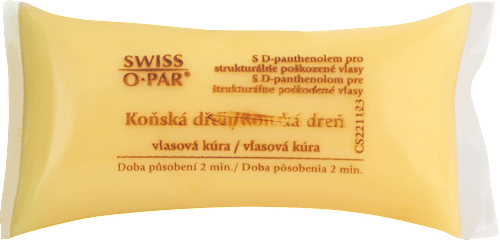 SWISS
O·PAR®
S D-panthenolem pro
strukturálně poškozené vlasy
S D-panthenolom pre
štrukturálne poškodené vlasy
Koňská dřeň/Konská dreň
vlasová kúra / vlasová kúra
Doba působení 2 min./ Doba pôsobenia 2 min.
CS221123